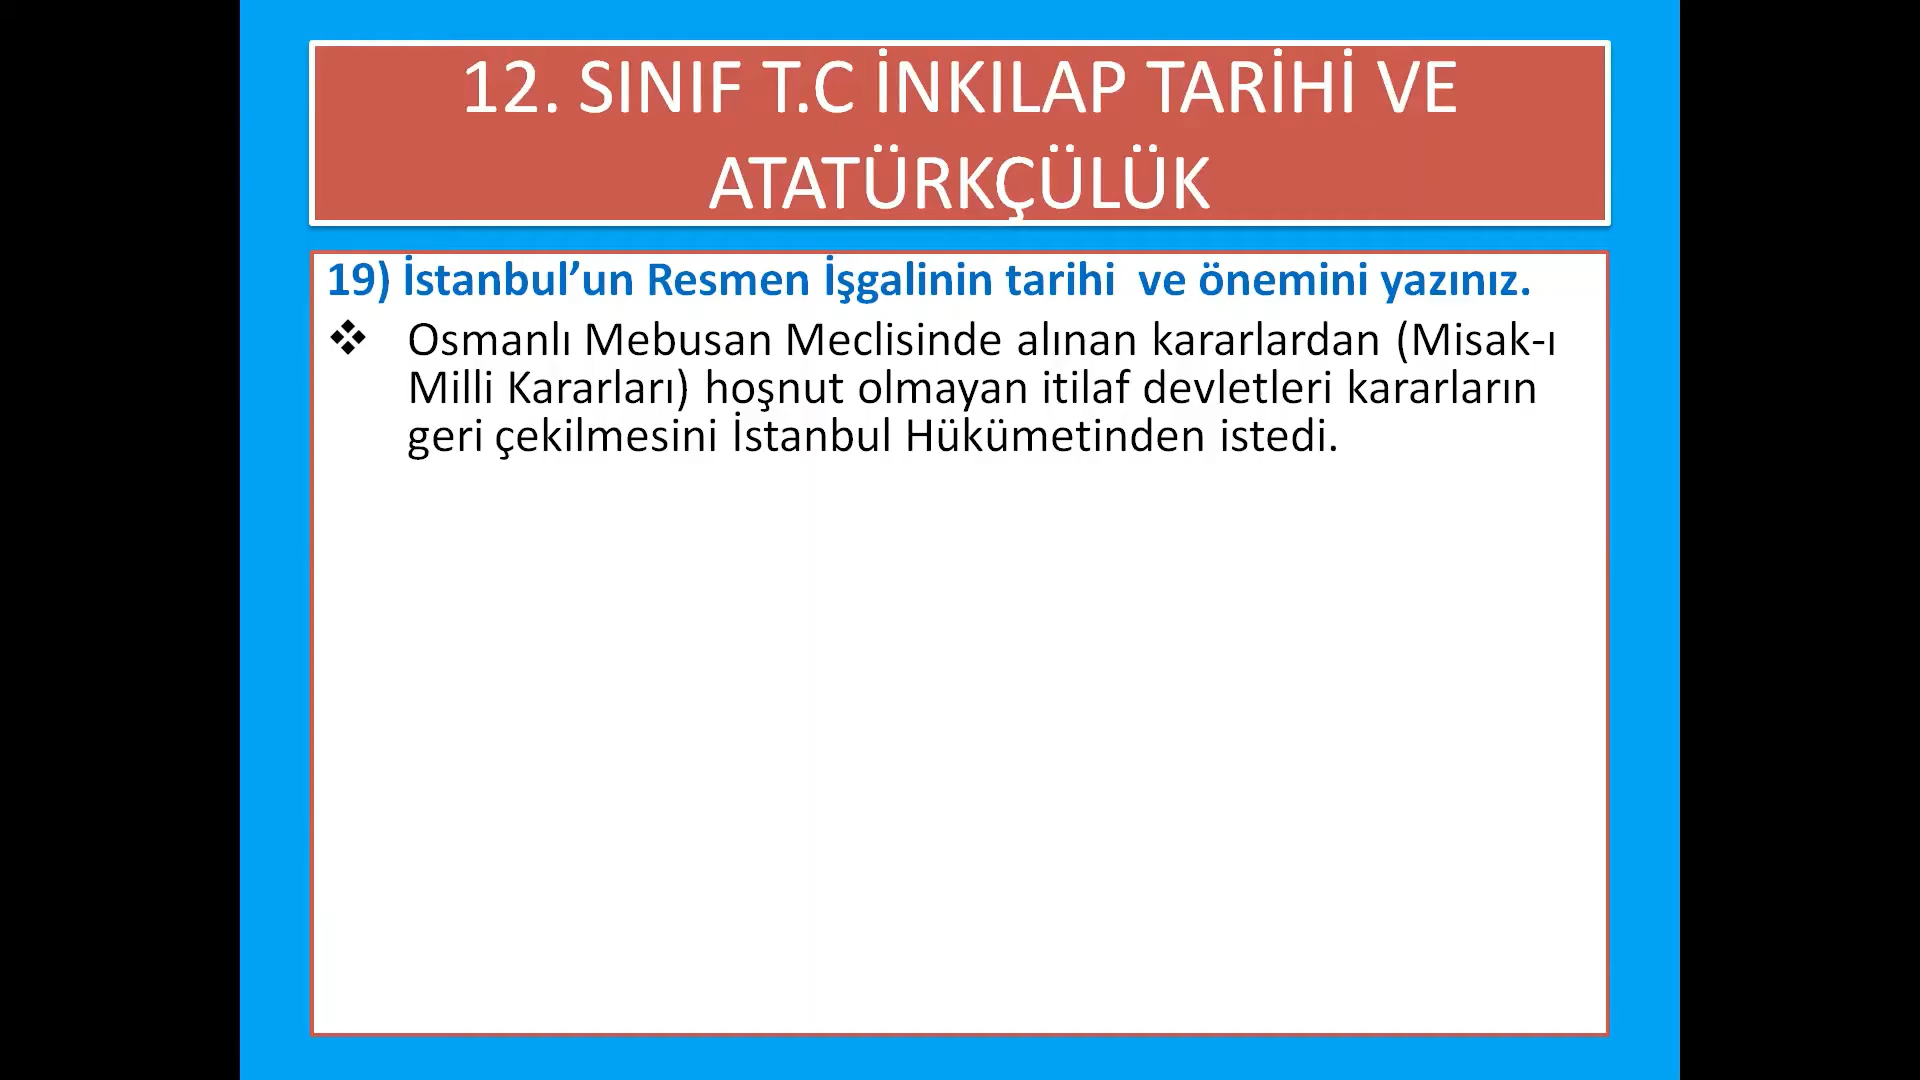 12. SINIF T.C İNKILAP TARİHİ VE
ATATÜRKÇÜLÜK
19) İstanbul’un Resmen İşgalinin tarihi  ve önemini yazınız.
❖ Osmanlı Mebusan Meclisinde alınan kararlardan (Misak-ı
Milli Kararları) hoşnut olmayan itilaf devletleri kararların
geri çekilmesini İstanbul Hükümetinden istedi.